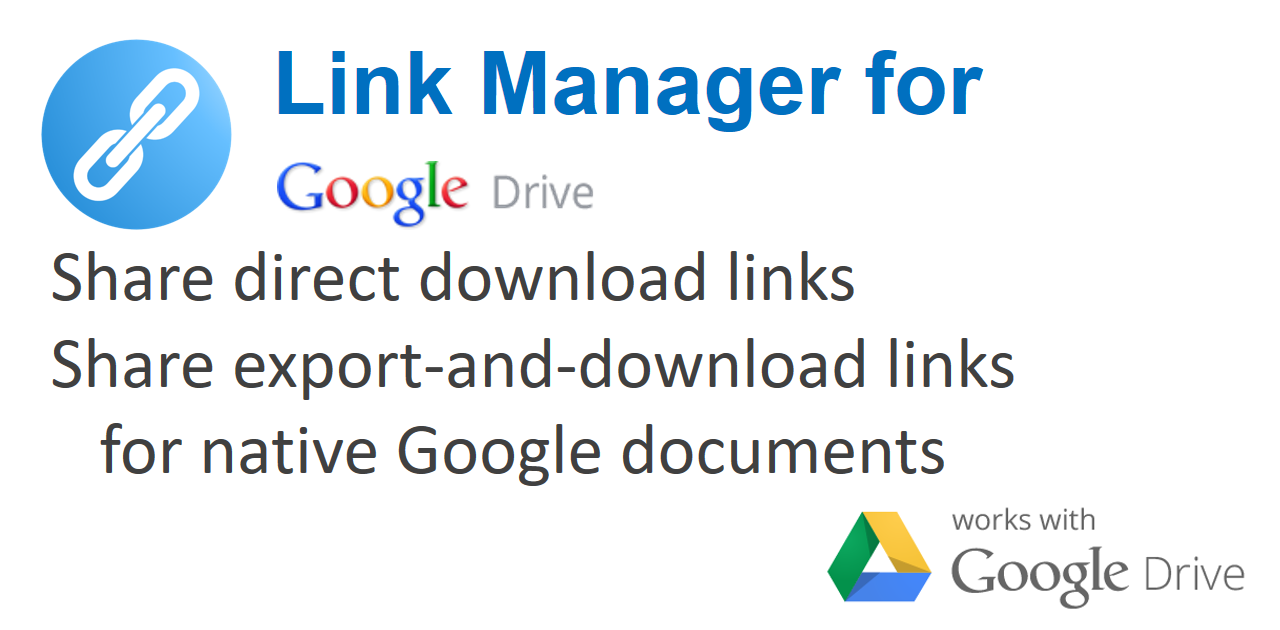 Link Manager for
Google Drive
Share direct download links
Share export-and-download links
for native Google documents
works with
Google Drive